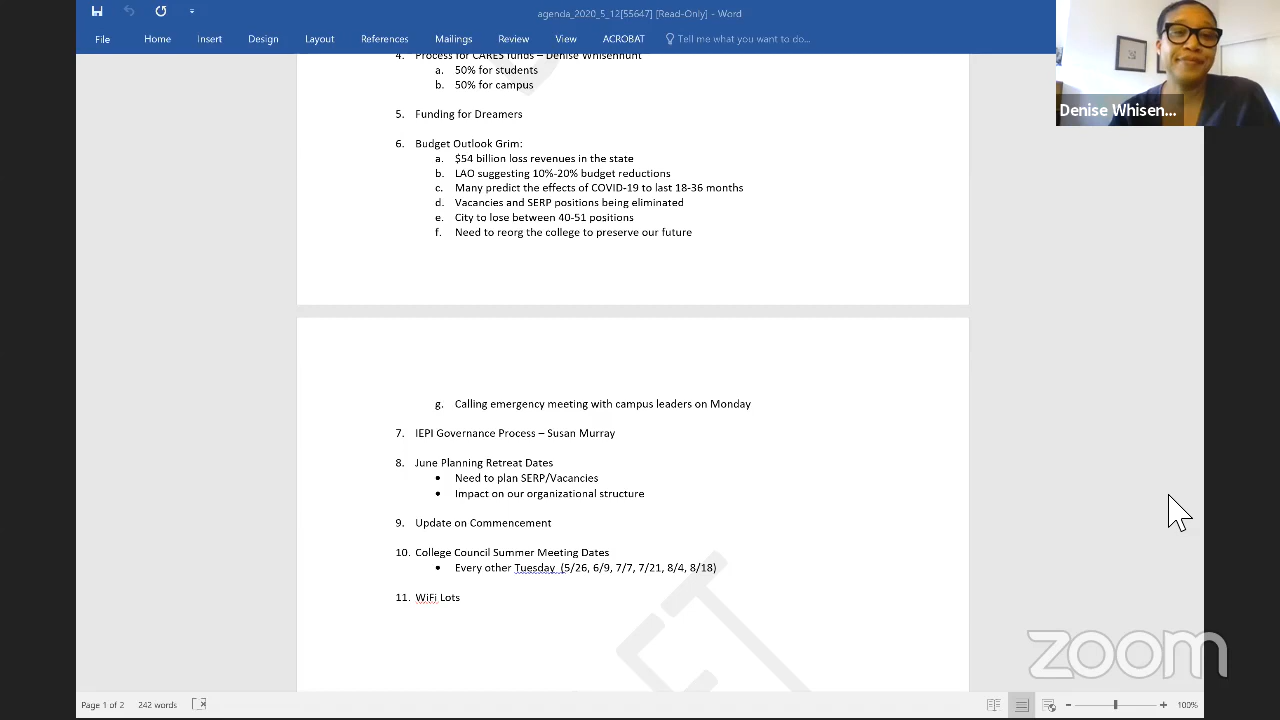 agenda_2020_5_12[55647] [Read-Only] - Word
File Home Insert Design Layout References Mailings Review View ACROBAT Tell me what you want to do...
4. Process for CARES funds – Denise Whisenhunt
a. 50% for students
b. 50% for campus
5. Funding for Dreamers
6. Budget Outlook Grim:
a. $54 billion loss revenues in the state
b. LAO suggesting 10%-20% budget reductions
c. Many predict the effects of COVID-19 to last 18-36 months
d. Vacancies and SERP positions being eliminated
e. City to lose between 40-51 positions
f. Need to reorg the college to preserve our future
g. Calling emergency meeting with campus leaders on Monday
7. IEPI Governance Process – Susan Murray
8. June Planning Retreat Dates
• Need to plan SERP/Vacancies
• Impact on our organizational structure
9. Update on Commencement
10. College Council Summer Meeting Dates
• Every other Tuesday (5/26, 6/9, 7/7, 7/21, 8/4, 8/18)
11. WiFi Lots
Denise Whisen...
zoom
Page 1 of 2 242 words 100%